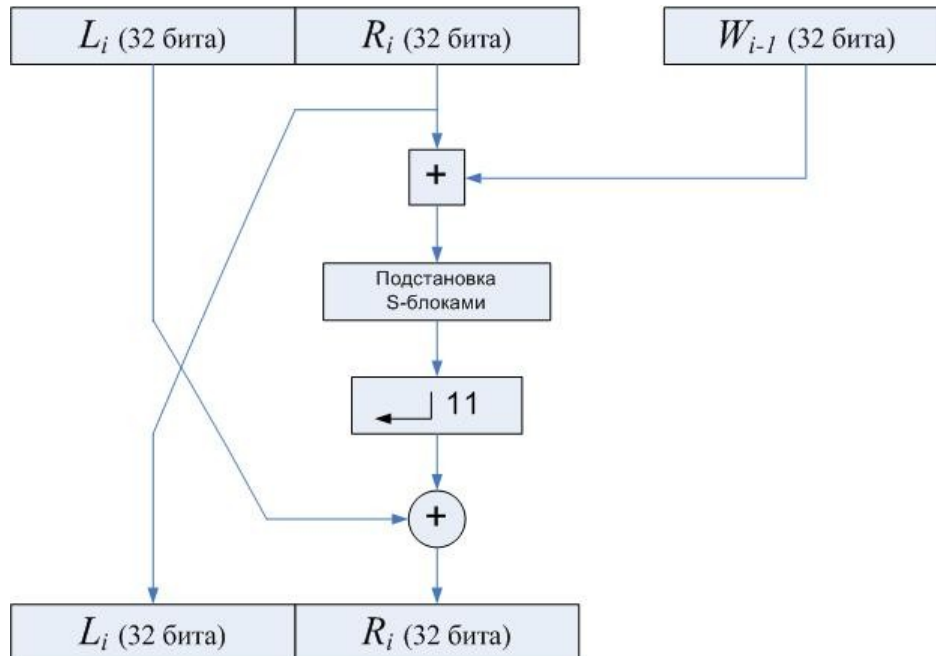 Li (32 бита) Ri (32 бита) Wi-1 (32 бита)
+
Подстановка
S-блоками
11
+
Li (32 бита) Ri (32 бита)